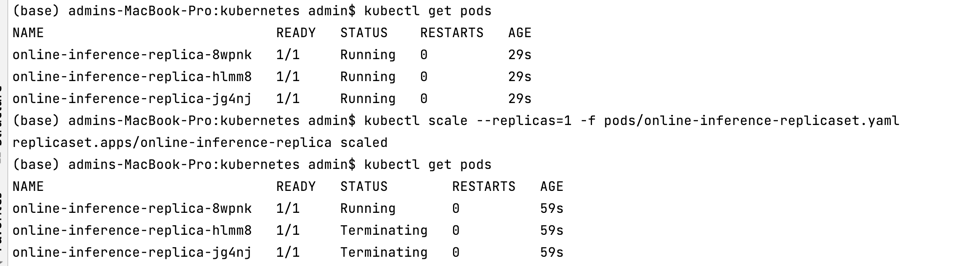 (base) admins-MacBook-Pro:kubernetes admin$ kubectl get pods
NAME READY STATUS RESTARTS AGE
online-inference-replica-8wpnk 1/1 Running 0 29s
online-inference-replica-hlmm8 1/1 Running 0 29s
online-inference-replica-jg4nj 1/1 Running 0 29s
(base) admins-MacBook-Pro:kubernetes admin$ kubectl scale --replicas=1 -f pods/online-inference-replicaset.yaml
replicaset.apps/online-inference-replica scaled
(base) admins-MacBook-Pro:kubernetes admin$ kubectl get pods
NAME READY STATUS RESTARTS AGE
online-inference-replica-8wpnk 1/1 Running 0 59s
online-inference-replica-hlmm8 1/1 Terminating 0 59s
online-inference-replica-jg4nj 1/1 Terminating 0 59s